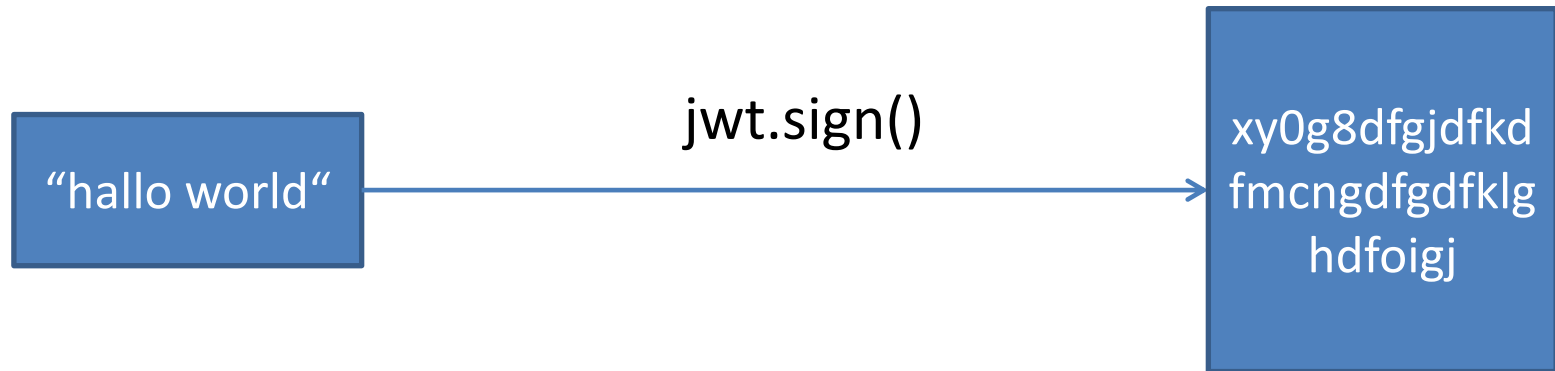 “hallo world“
jwt.sign()
xy0g8dfgjdfkd
fmcngdfgdfklg
hdfoigj